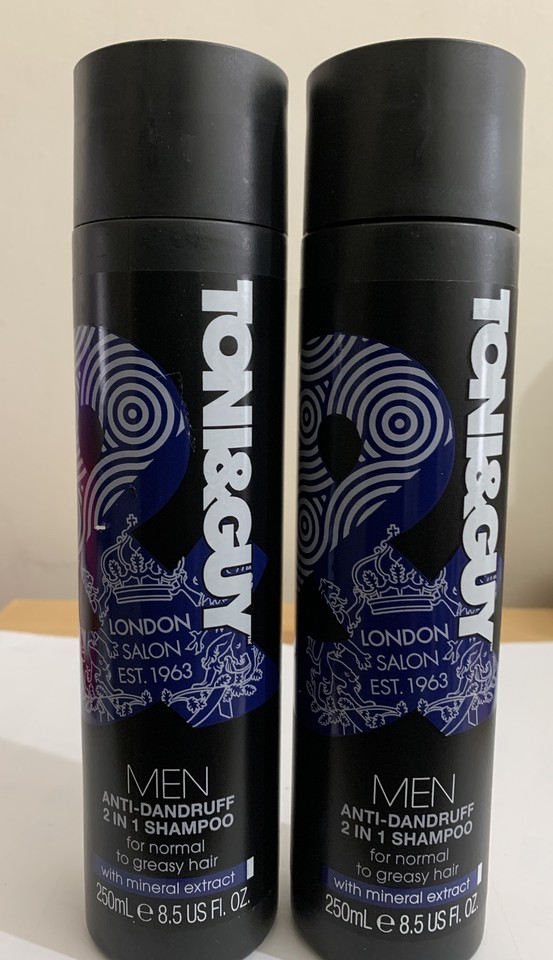 TONI&GUY
LONDON
SALON
EST. 1963
MEN
ANTI-DANDRUFF
2 IN 1 SHAMPOO
for normal
to greasy hair
with mineral extract
250mL e 8.5 US Fl. OZ.
TONI&GUY
LONDON
SALON
EST. 1963
MEN
ANTI-DANDRUFF
2 IN 1 SHAMPOO
for normal
to greasy hair
with mineral extract
250mL e 8.5 US Fl. OZ.